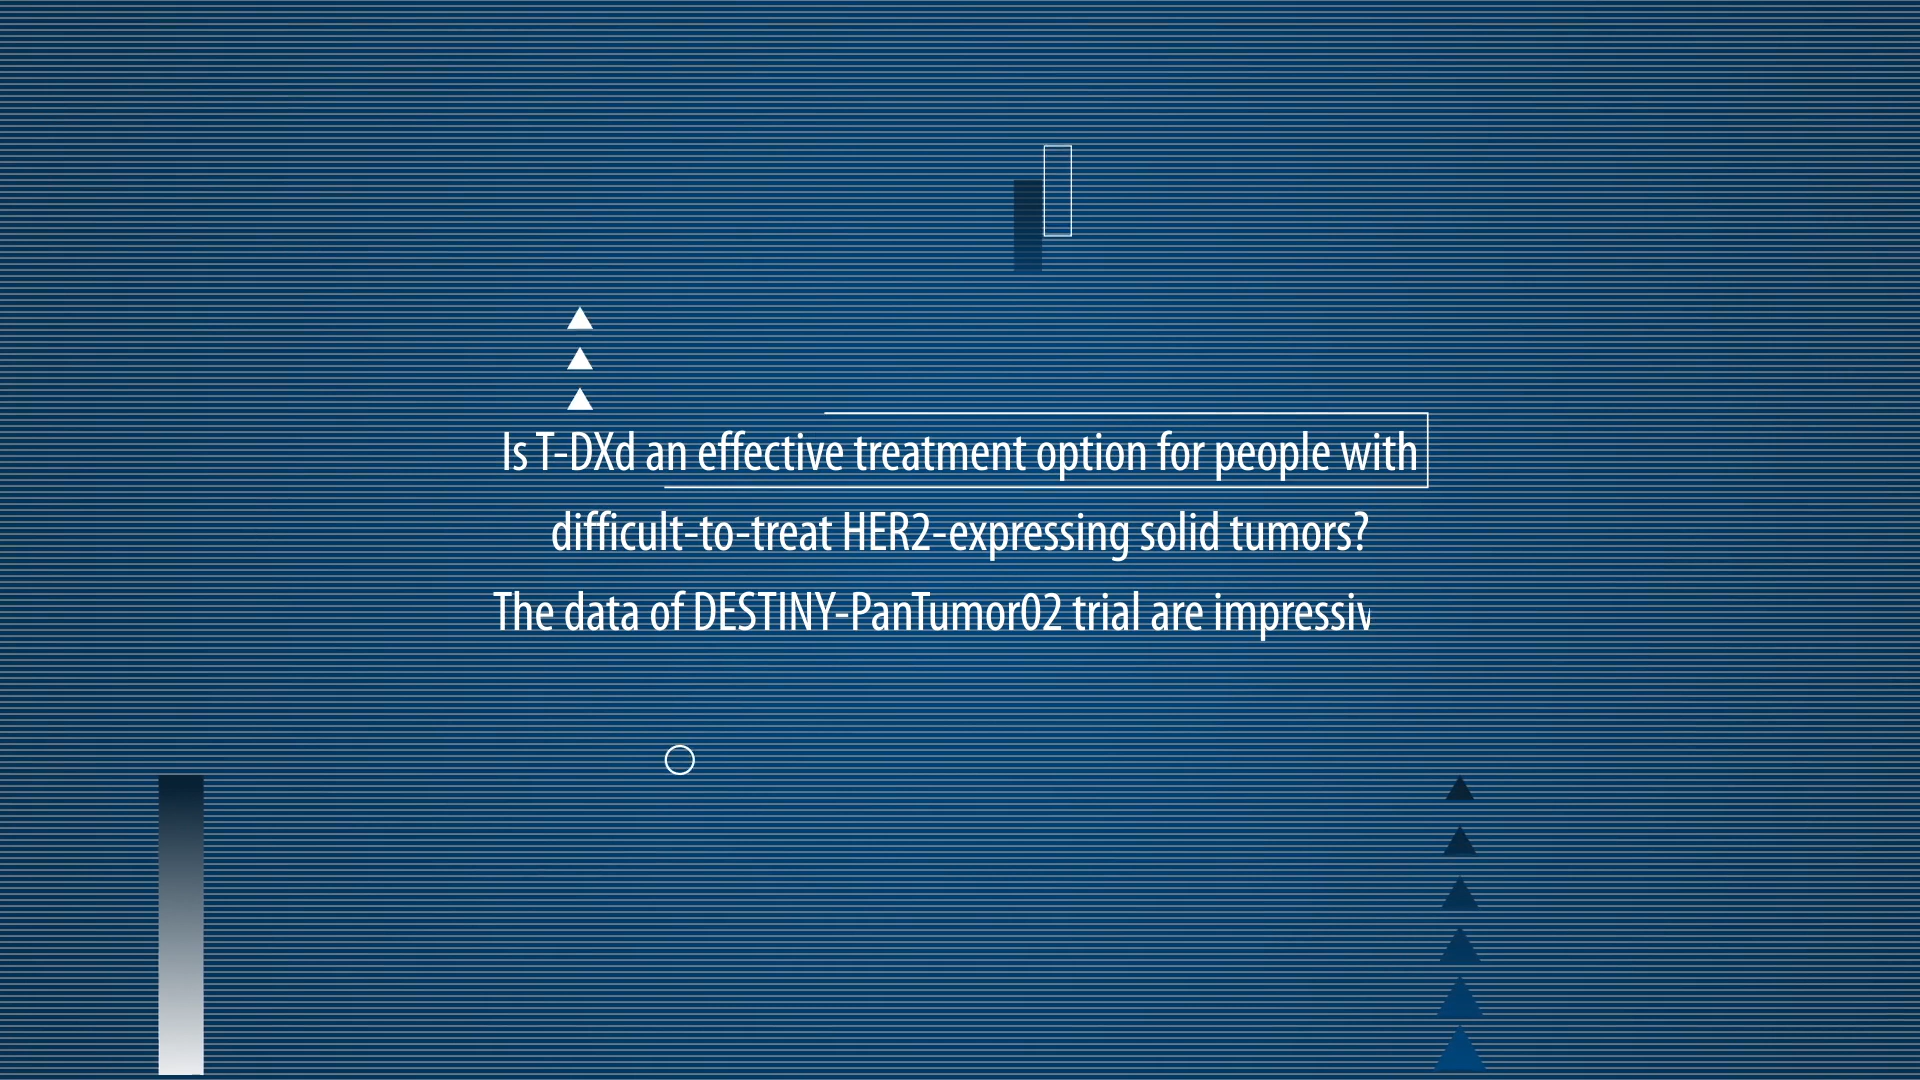 Is T-DXd an effective treatment option for people with
difficult-to-treat HER2-expressing solid tumors?
The data of DESTINY-PanTumor02 trial are impressiv